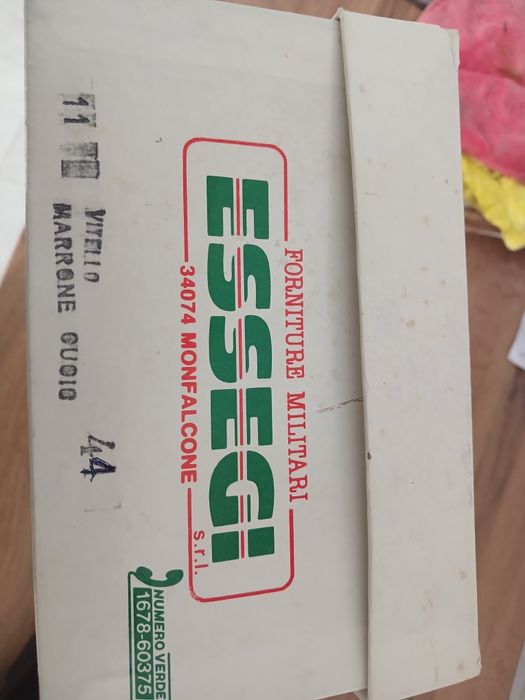 FORNITURE MILITARI
ESSEGI
s.r.l.
34074 MONFALCONE
NUMERO VERDE
1678-60375
11
VITELLO
MARRONE CUOIO
44